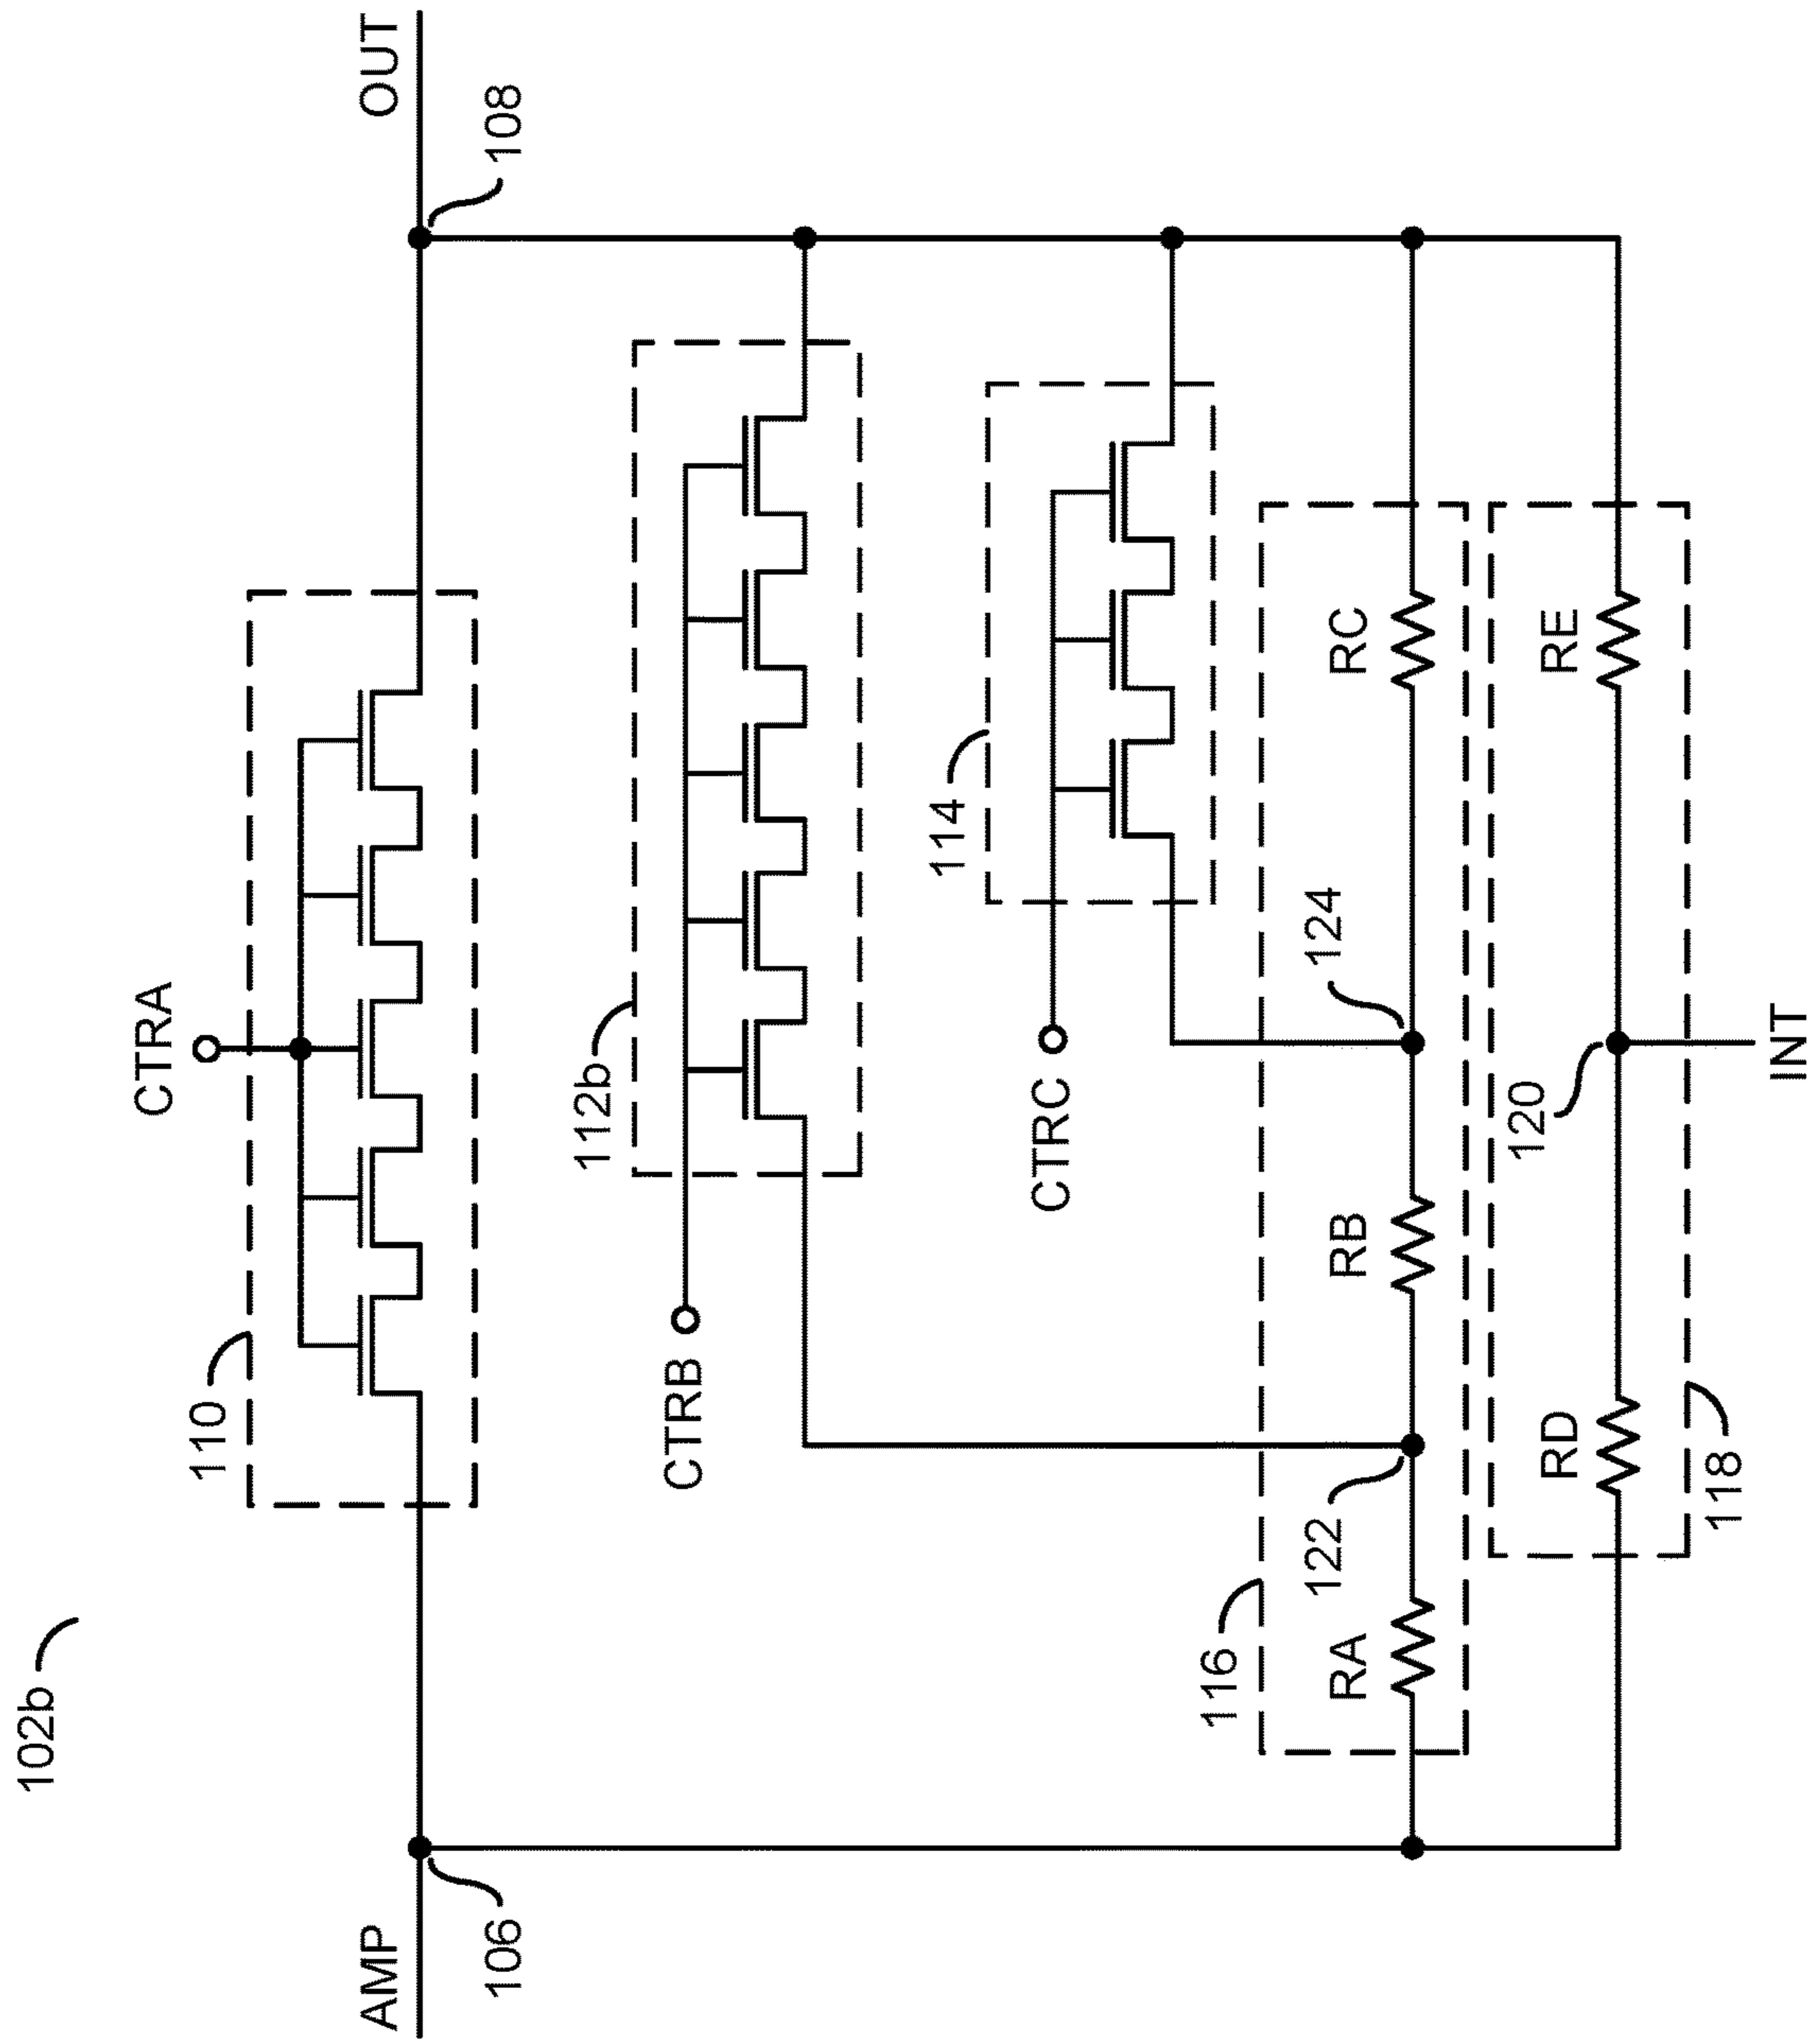 102b
CTRA
110
AMP
106
OUT
108
112b
CTRB
114
CTRC
116
122
124
RA
RB
RC
120
RD
RE
118
INT